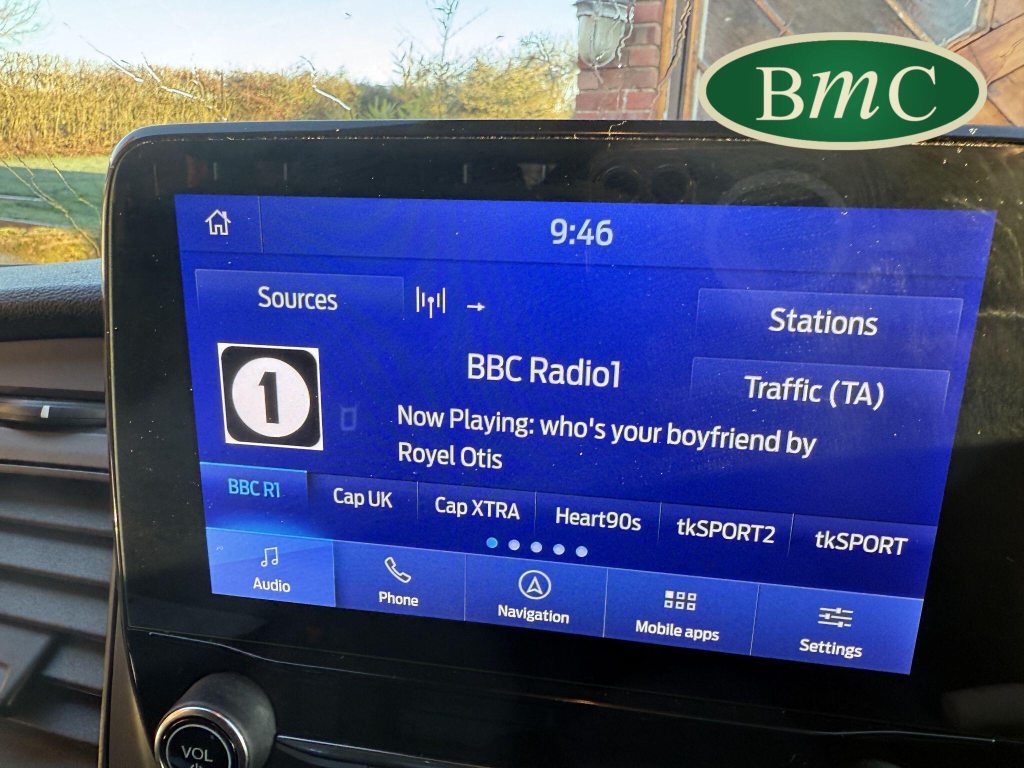 BmC
9:46
Sources
Stations
BBC Radio1
Traffic (TA)
1
Now Playing: who's your boyfriend by
Royel Otis
BBC R1
Cap UK
Cap XTRA
Heart90s
tkSPORT2
tkSPORT
Audio
Phone
Navigation
Mobile apps
Settings
VOL